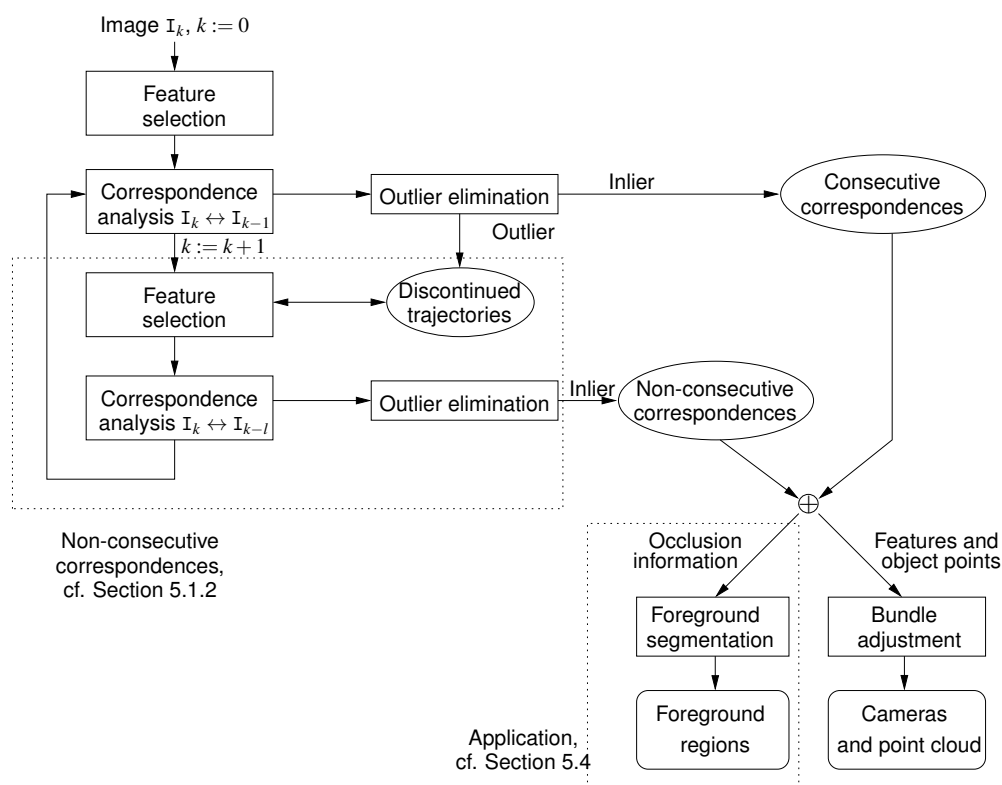 Image I_k, k := 0
Feature
selection
Correspondence
analysis I_k ↔ I_{k−1}
Outlier elimination
Inlier
Consecutive
correspondences
Outlier
k := k + 1
Feature
selection
Discontinued
trajectories
Correspondence
analysis I_k ↔ I_{k−l}
Outlier elimination
Inlier
Non-consecutive
correspondences
Non-consecutive
correspondences,
cf. Section 5.1.2
Occlusion
information
Features and
object points
Foreground
segmentation
Bundle
adjustment
Foreground
regions
Cameras
and point cloud
Application,
cf. Section 5.4